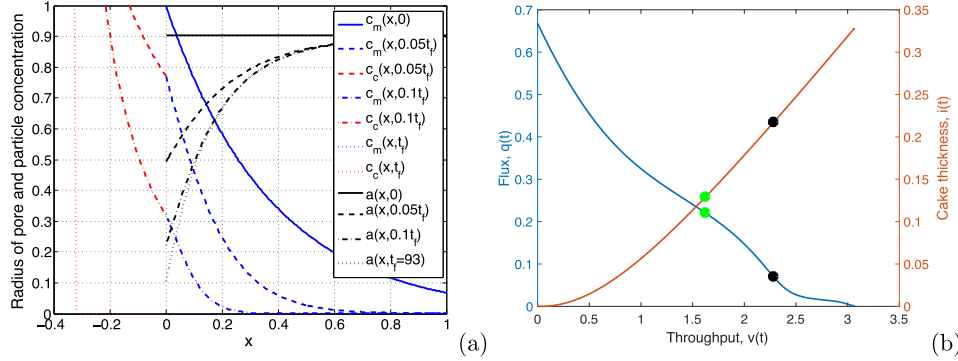 Radius of pore and particle concentration
1
0.9
0.8
0.7
0.6
0.5
0.4
0.3
0.2
0.1
0
−0.4 −0.2 0 0.2 0.4 0.6 0.8 1
x
c_m(x,0)
c_m(x,0.05t_f)
c_c(x,0.05t_f)
c_m(x,0.1t_f)
c_c(x,0.1t_f)
c_m(x,t_f)
c_c(x,t_f)
a(x,0)
a(x,0.05t_f)
a(x,0.1t_f)
a(x,t_f=93)
(a)
Flux, q(t)
0.7
0.6
0.5
0.4
0.3
0.2
0.1
0
0 0.5 1 1.5 2 2.5 3 3.5
Throughput, v(t)
0.35
0.3
0.25
0.2
0.15
0.1
0.05
0
Cake thickness, i(t)
(b)